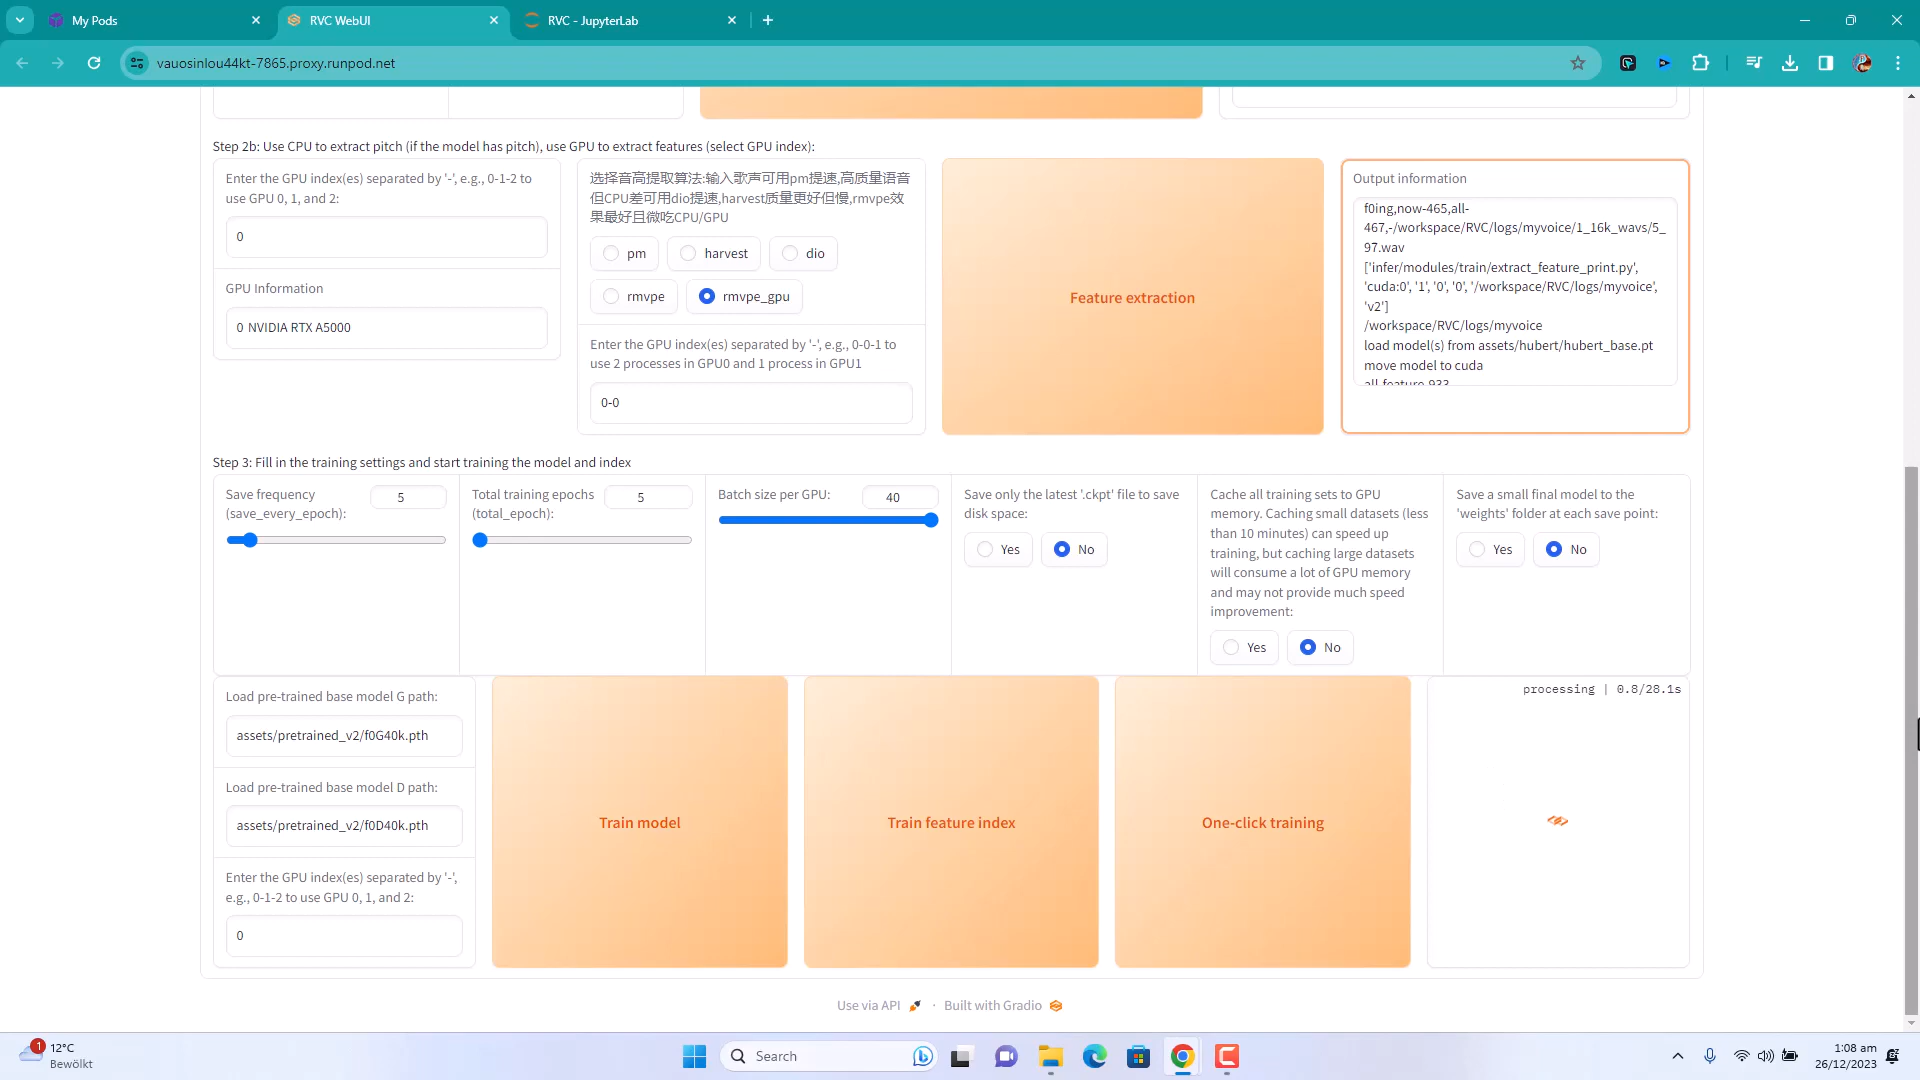 My Pods
RVC WebUI
RVC - JupyterLab
vauosinlou44kt-7865.proxy.runpod.net
Step 2b: Use CPU to extract pitch (if the model has pitch), use GPU to extract features (select GPU index):
Enter the GPU index(es) separated by '-', e.g., 0-1-2 to
use GPU 0, 1, and 2:
0
GPU Information
0 NVIDIA RTX A5000
选择音高提取算法:输入歌声可用pm提速,高质量语音
但CPU差可用dio提速,harvest质量更好但慢,rmvpe效
果最好且微吃CPU/GPU
pm
harvest
dio
rmvpe
rmvpe_gpu
Enter the GPU index(es) separated by '-', e.g., 0-0-1 to
use 2 processes in GPU0 and 1 process in GPU1
0-0
Feature extraction
Output information
f0ing,now-465,all-
467,-/workspace/RVC/logs/myvoice/1_16k_wavs/5_
97.wav
['infer/modules/train/extract_feature_print.py',
'cuda:0', '1', '0', '0', '/workspace/RVC/logs/myvoice',
'v2']
/workspace/RVC/logs/myvoice
load model(s) from assets/hubert/hubert_base.pt
move model to cuda
all-feature-933
Step 3: Fill in the training settings and start training the model and index
Save frequency
(save_every_epoch):
5
Total training epochs
(total_epoch):
5
Batch size per GPU:
40
Save only the latest '.ckpt' file to save
disk space:
Yes
No
Cache all training sets to GPU
memory. Caching small datasets (less
than 10 minutes) can speed up
training, but caching large datasets
will consume a lot of GPU memory
and may not provide much speed
improvement:
Yes
No
Save a small final model to the
'weights' folder at each save point:
Yes
No
Load pre-trained base model G path:
assets/pretrained_v2/f0G40k.pth
Load pre-trained base model D path:
assets/pretrained_v2/f0D40k.pth
Enter the GPU index(es) separated by '-',
e.g., 0-1-2 to use GPU 0, 1, and 2:
0
Train model
Train feature index
One-click training
processing | 0.8/28.1s
Use via API
·
Built with Gradio
1
12°C
Bewölkt
Search
1:08 am
26/12/2023